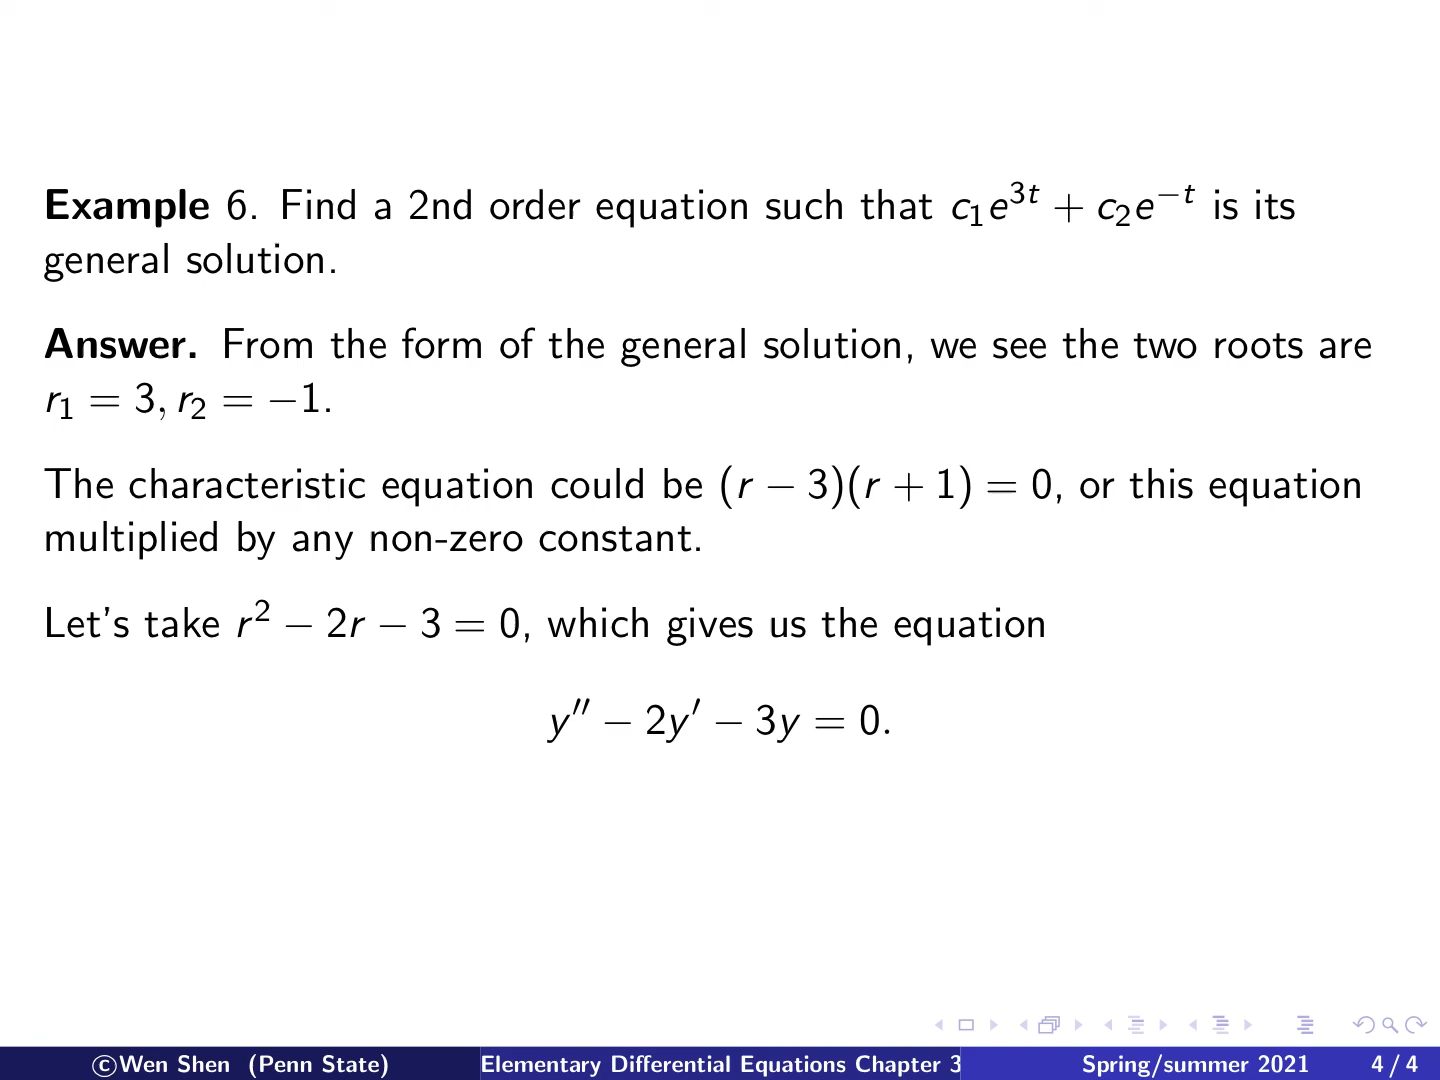 Example 6. Find a 2nd order equation such that c₁e³ᵗ + c₂e⁻ᵗ is its
general solution.
Answer. From the form of the general solution, we see the two roots are
r₁ = 3, r₂ = −1.
The characteristic equation could be (r − 3)(r + 1) = 0, or this equation
multiplied by any non-zero constant.
Let's take r² − 2r − 3 = 0, which gives us the equation
y″ − 2y′ − 3y = 0.
©Wen Shen (Penn State) Elementary Differential Equations Chapter 3 Spring/summer 2021 4 / 4